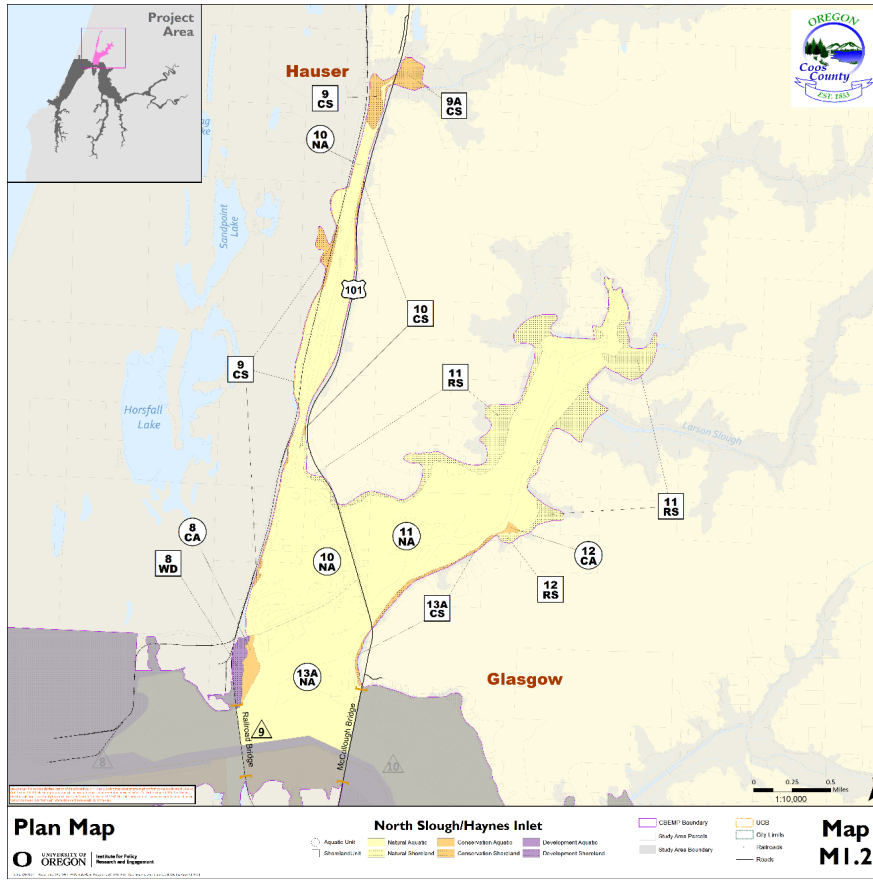 Project
Area
OREGON
Coos
County
EST. 1853
Hauser
9
CS
9A
CS
10
NA
Sandpoint
Lake
101
10
CS
9
CS
11
RS
Horsfall
Lake
Larson Slough
11
RS
8
CA
8
WD
11
NA
10
NA
12
CA
12
RS
13A
CS
13A
NA
Glasgow
Railroad Bridge
McCullough Bridge
9
8
10
0 0.25 0.5
Miles
1:10,000
Plan Map
North Slough/Haynes Inlet
Map
M1.2
UNIVERSITY OF
OREGON
Institute for Policy
Research and Engagement
Aquatic Unit
Shoreland Unit
Natural Aquatic
Natural Shoreland
Conservation Aquatic
Conservation Shoreland
Development Aquatic
Development Shoreland
CBEMP Boundary
Study Area Parcels
Study Area Boundary
UGB
City Limits
Railroads
Roads